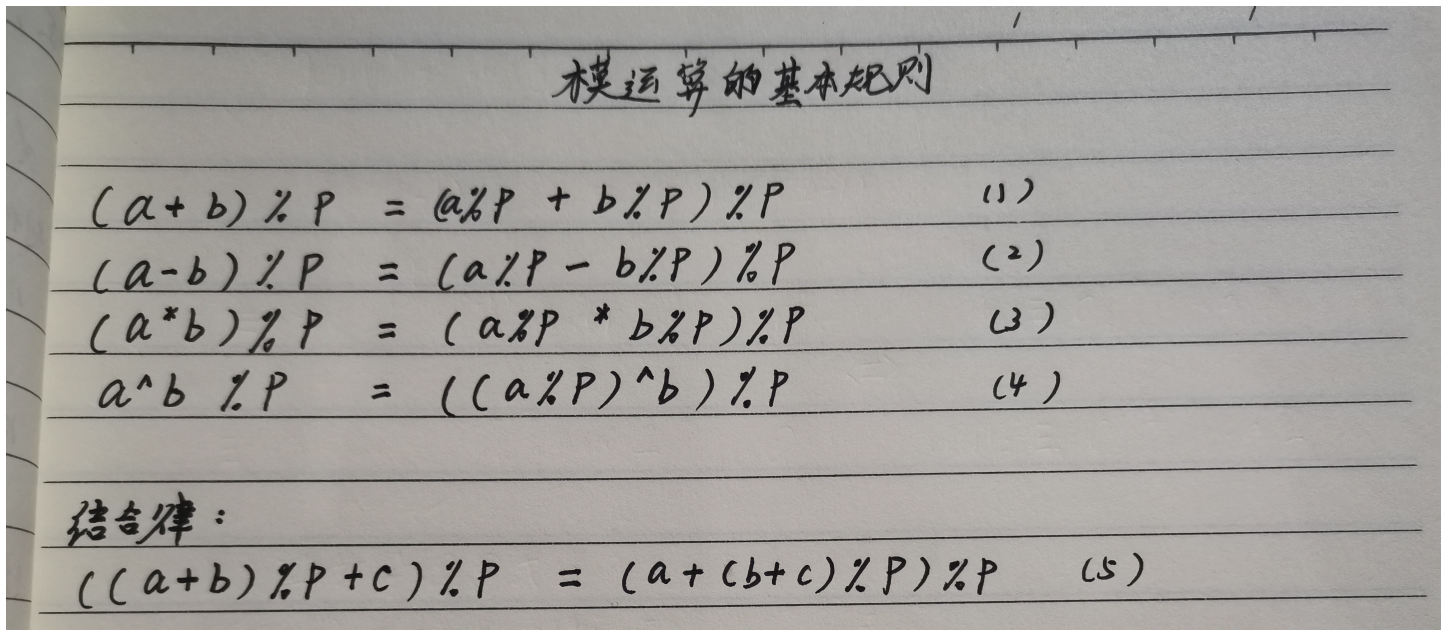 模运算的基本规则
(a+b)%P = (a%P + b%P)%P (1)
(a-b)%P = (a%P - b%P)%P (2)
(a*b)%P = (a%P * b%P)%P (3)
a^b %P = ((a%P)^b)%P (4)
结合律:
((a+b)%P+c)%P = (a+(b+c)%P)%P (5)